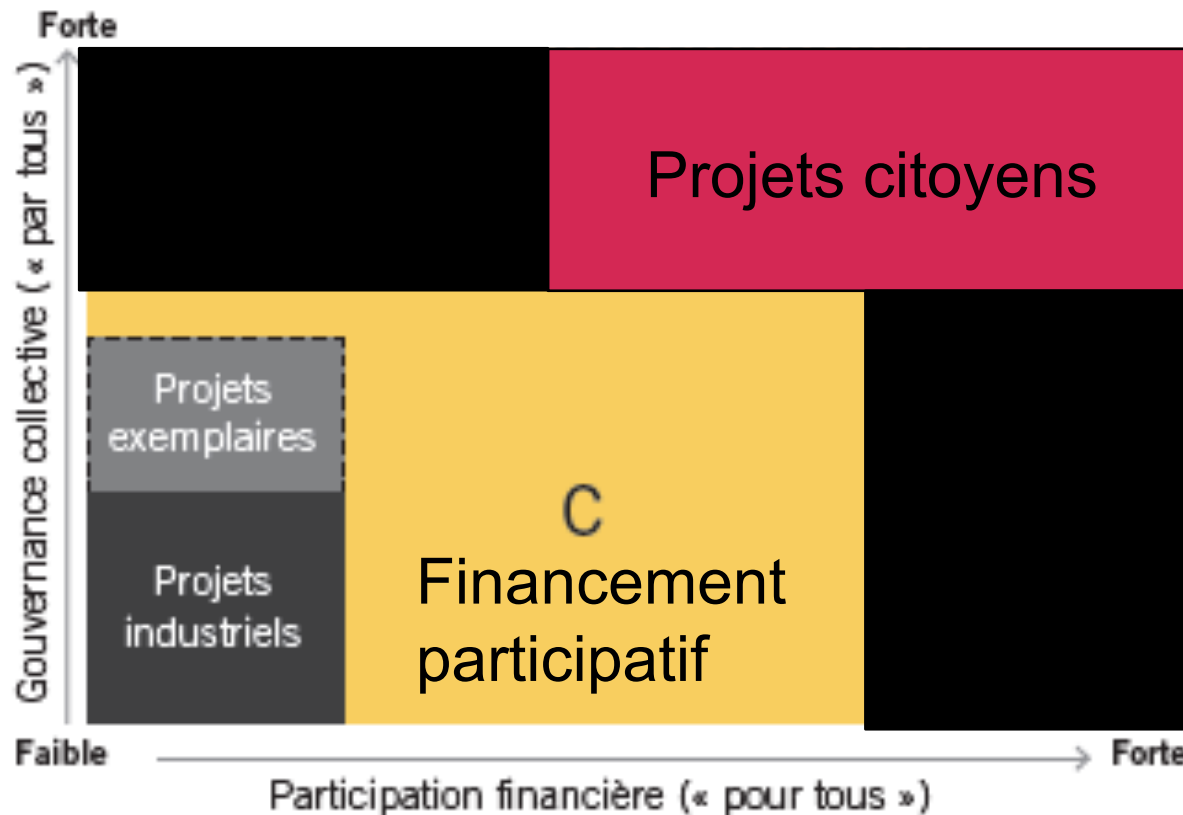 Forte
Gouvernance collective (« par tous »)
Projets citoyens
Projets
exemplaires
C
Financement
participatif
Projets
industriels
Faible
Forte
Participation financière (« pour tous »)